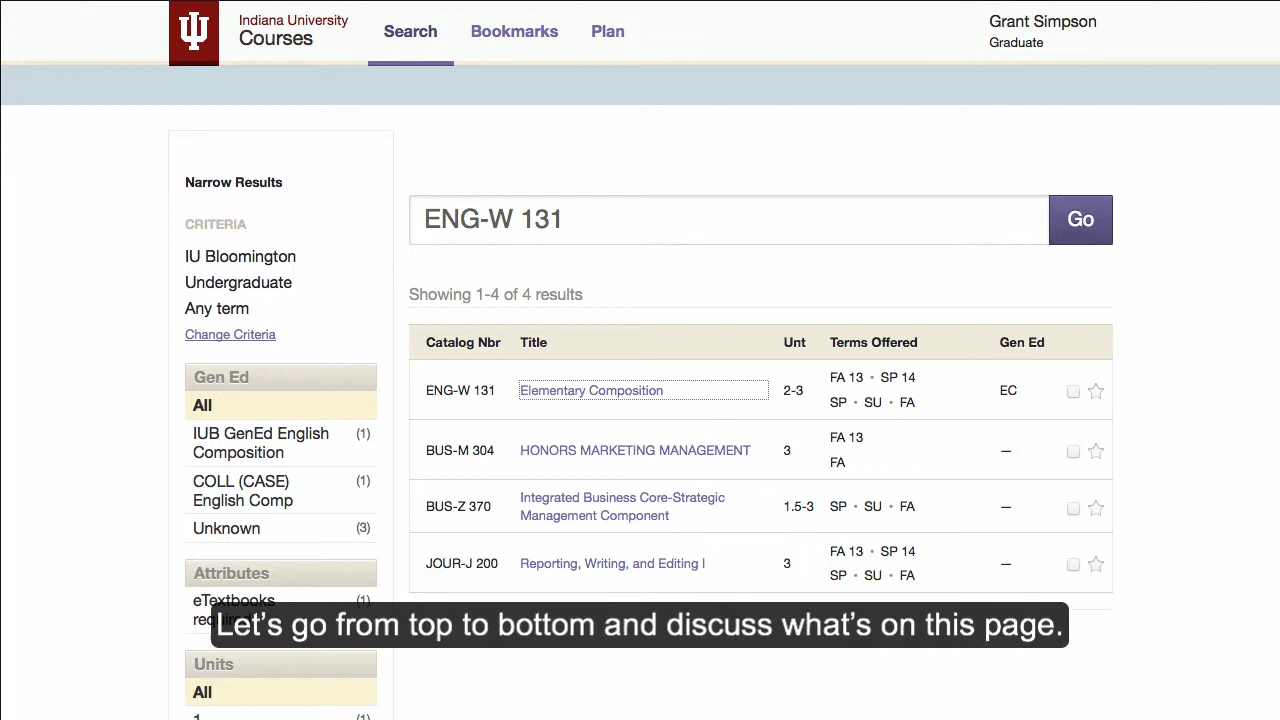 Indiana University
Courses
Search
Bookmarks
Plan
Grant Simpson
Graduate
Narrow Results
CRITERIA
IU Bloomington
Undergraduate
Any term
Change Criteria
Gen Ed
All
IUB GenEd English (1)
Composition
COLL (CASE) (1)
English Comp
Unknown (3)
Attributes
eTextbooks (1)
Units
All
1 (1)
ENG-W 131
Go
Showing 1-4 of 4 results
Catalog Nbr Title Unt Terms Offered Gen Ed
ENG-W 131 Elementary Composition 2-3 FA 13 • SP 14 EC
SP • SU • FA
BUS-M 304 HONORS MARKETING MANAGEMENT 3 FA 13 —
FA
BUS-Z 370 Integrated Business Core-Strategic 1.5-3 SP • SU • FA —
Management Component
JOUR-J 200 Reporting, Writing, and Editing I 3 FA 13 • SP 14 —
SP • SU • FA
Let's go from top to bottom and discuss what's on this page.